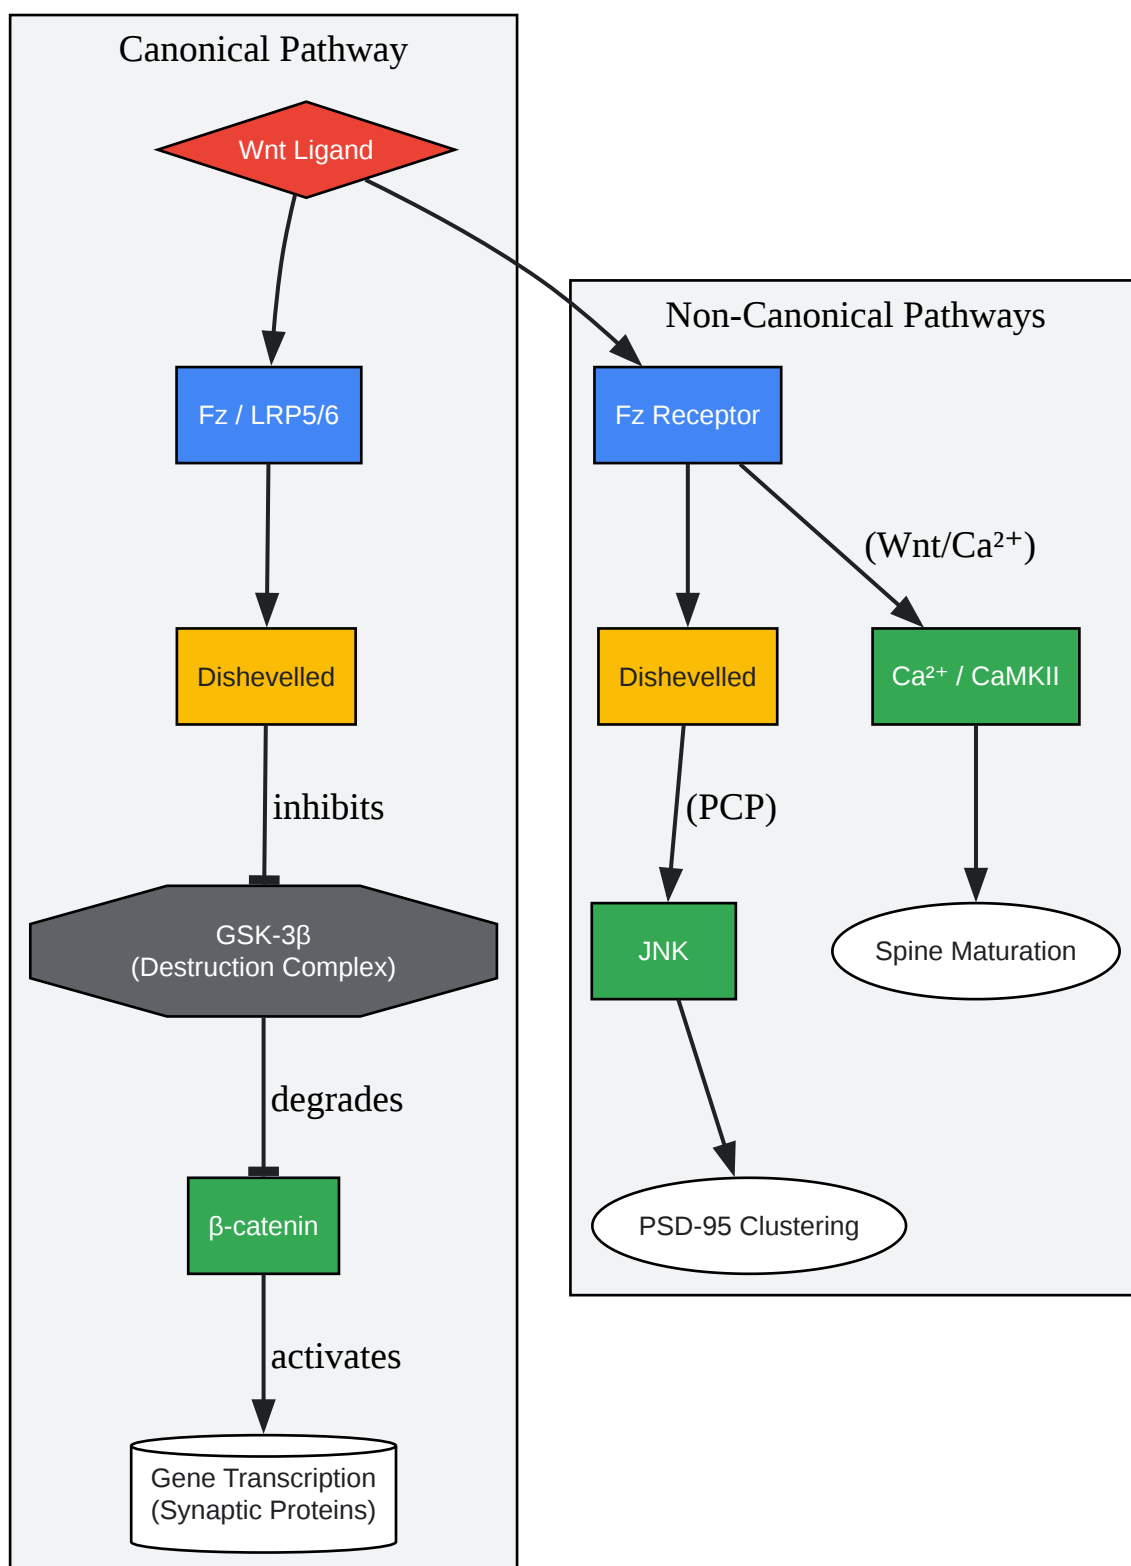 Canonical Pathway
Wnt Ligand
Fz / LRP5/6
Dishevelled
inhibits
GSK-3β
(Destruction Complex)
degrades
β-catenin
activates
Gene Transcription
(Synaptic Proteins)
Non-Canonical Pathways
Fz Receptor
(Wnt/Ca²⁺)
Dishevelled
Ca²⁺ / CaMKII
(PCP)
JNK
Spine Maturation
PSD-95 Clustering